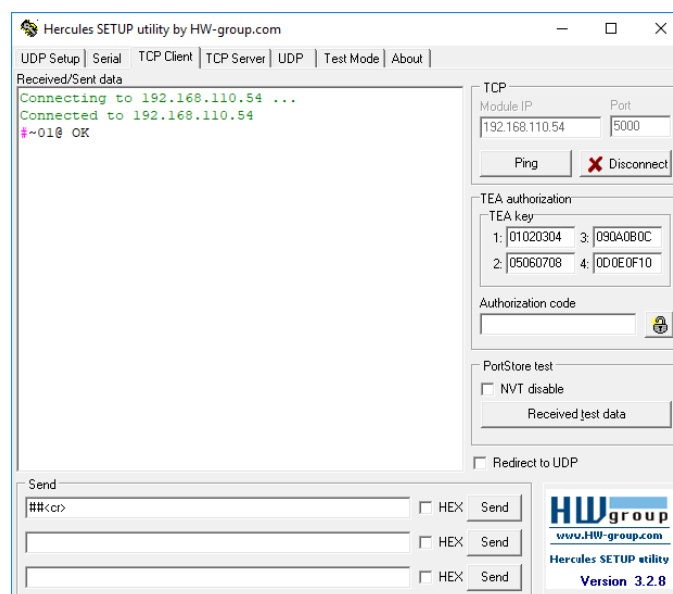 Hercules SETUP utility by HW-group.com
UDP Setup Serial TCP Client TCP Server UDP Test Mode About
Received/Sent data
Connecting to 192.168.110.54 ...
Connected to 192.168.110.54
#~01@ OK
TCP
Module IP Port
192.168.110.54 5000
Ping Disconnect
TEA authorization
TEA key
1: 01020304 3: 090A0B0C
2: 05060708 4: 0D0E0F10
Authorization code
PortStore test
NVT disable
Received test data
Redirect to UDP
Send
##<cr> HEX Send
HEX Send
HEX Send
HW group
www.HW-group.com
Hercules SETUP utility
Version 3.2.8